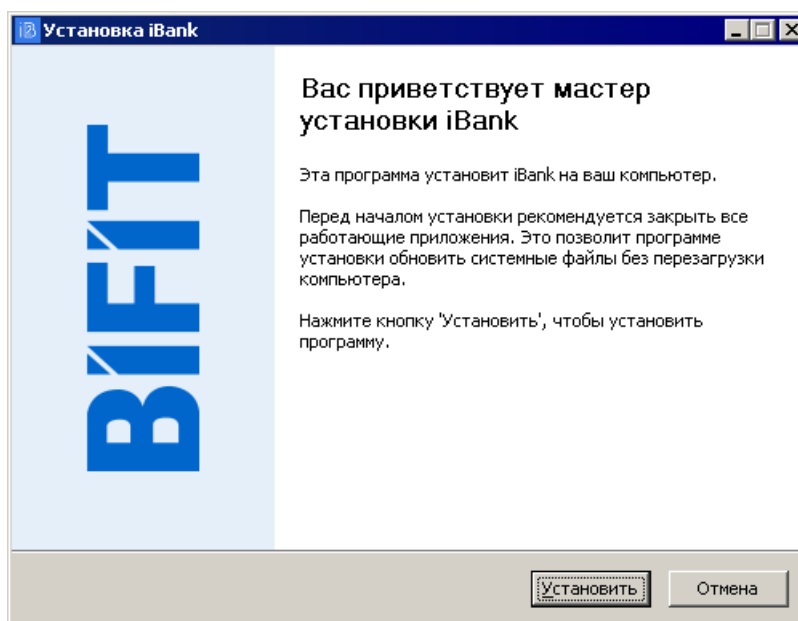 Установка iBank
BIFIT
Вас приветствует мастер
установки iBank
Эта программа установит iBank на ваш компьютер.
Перед началом установки рекомендуется закрыть все
работающие приложения. Это позволит программе
установки обновить системные файлы без перезагрузки
компьютера.
Нажмите кнопку 'Установить', чтобы установить
программу.
Установить
Отмена